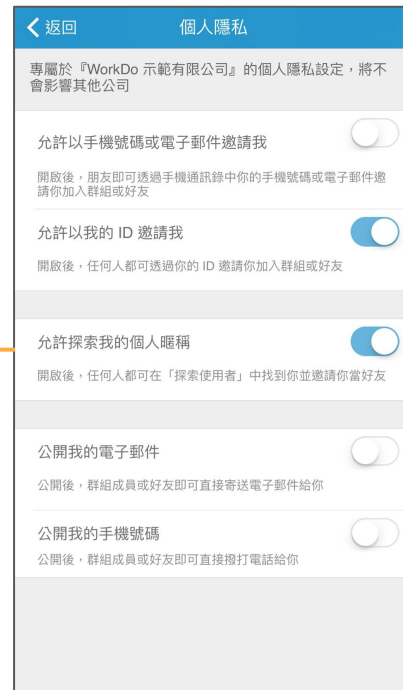 返回
個人隱私
專屬於『WorkDo 示範有限公司』的個人隱私設定，將不
會影響其他公司
允許以手機號碼或電子郵件邀請我
開啟後，朋友即可透過手機通訊錄中你的手機號碼或電子郵件邀
請你加入群組或好友
允許以我的 ID 邀請我
開啟後，任何人都可透過你的 ID 邀請你加入群組或好友
允許探索我的個人暱稱
開啟後，任何人都可在「探索使用者」中找到你並邀請你當好友
公開我的電子郵件
公開後，群組成員或好友即可直接寄送電子郵件給你
公開我的手機號碼
公開後，群組成員或好友即可直接撥打電話給你